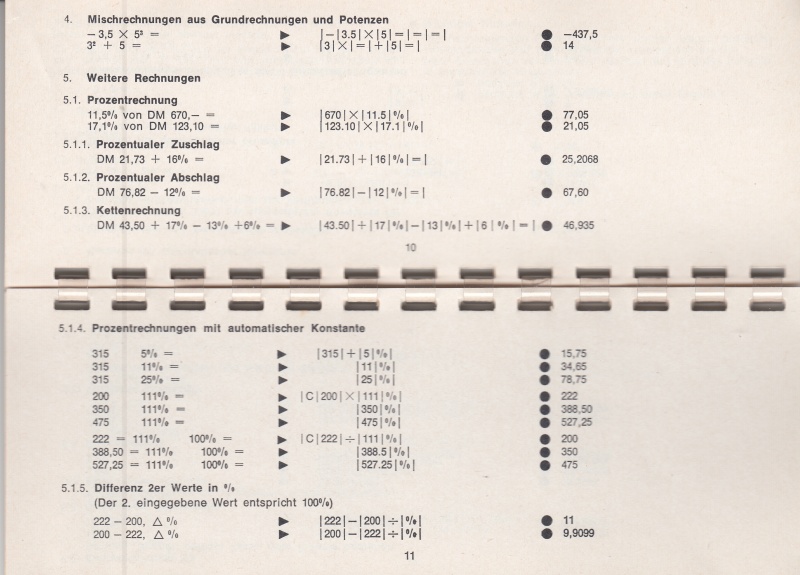 4. Mischrechnungen aus Grundrechnungen und Potenzen
– 3,5 × 5³ = ► |–|3.5|×|5|=|=|=| ● –437,5
3² + 5 = ► |3|×|=|+|5|=| ● 14
5. Weitere Rechnungen
5.1. Prozentrechnung
11,5% von DM 670,— = ► |670|×|11.5|%| ● 77,05
17,1% von DM 123,10 = ► |123.10|×|17.1|%| ● 21,05
5.1.1. Prozentualer Zuschlag
DM 21,73 + 16% = ► |21.73|+|16|%|=| ● 25,2068
5.1.2. Prozentualer Abschlag
DM 76,82 – 12% = ► |76.82|–|12|%|=| ● 67,60
5.1.3. Kettenrechnung
DM 43,50 + 17% – 13% +6% = ► |43.50|+|17|%|–|13|%|+|6|%|=| ● 46,935
10
5.1.4. Prozentrechnungen mit automatischer Konstante
315 5% = ► |315|+|5|%| ● 15,75
315 11% = ► |11|%| ● 34,65
315 25% = ► |25|%| ● 78,75
200 111% = ► |C|200|×|111|%| ● 222
350 111% = ► |350|%| ● 388,50
475 111% = ► |475|%| ● 527,25
222 = 111% 100% = ► |C|222|÷|111|%| ● 200
388,50 = 111% 100% = ► |388.5|%| ● 350
527,25 = 111% 100% = ► |527.25|%| ● 475
5.1.5. Differenz 2er Werte in %
(Der 2. eingegebene Wert entspricht 100%)
222 – 200, △ % ► |222|–|200|÷|%| ● 11
200 – 222, △ % ► |200|–|222|÷|%| ● 9,9099
11